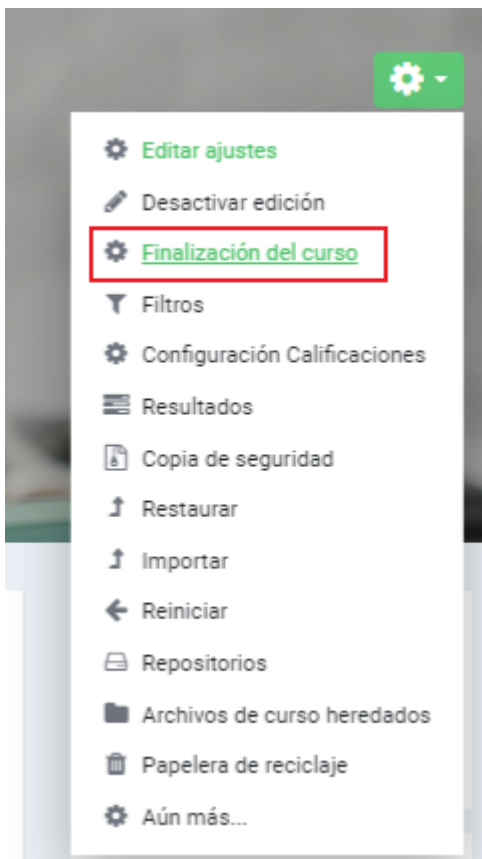 Editar ajustes
Desactivar edición
Finalización del curso
Filtros
Configuración Calificaciones
Resultados
Copia de seguridad
Restaurar
Importar
Reiniciar
Repositorios
Archivos de curso heredados
Papelera de reciclaje
Aún más...